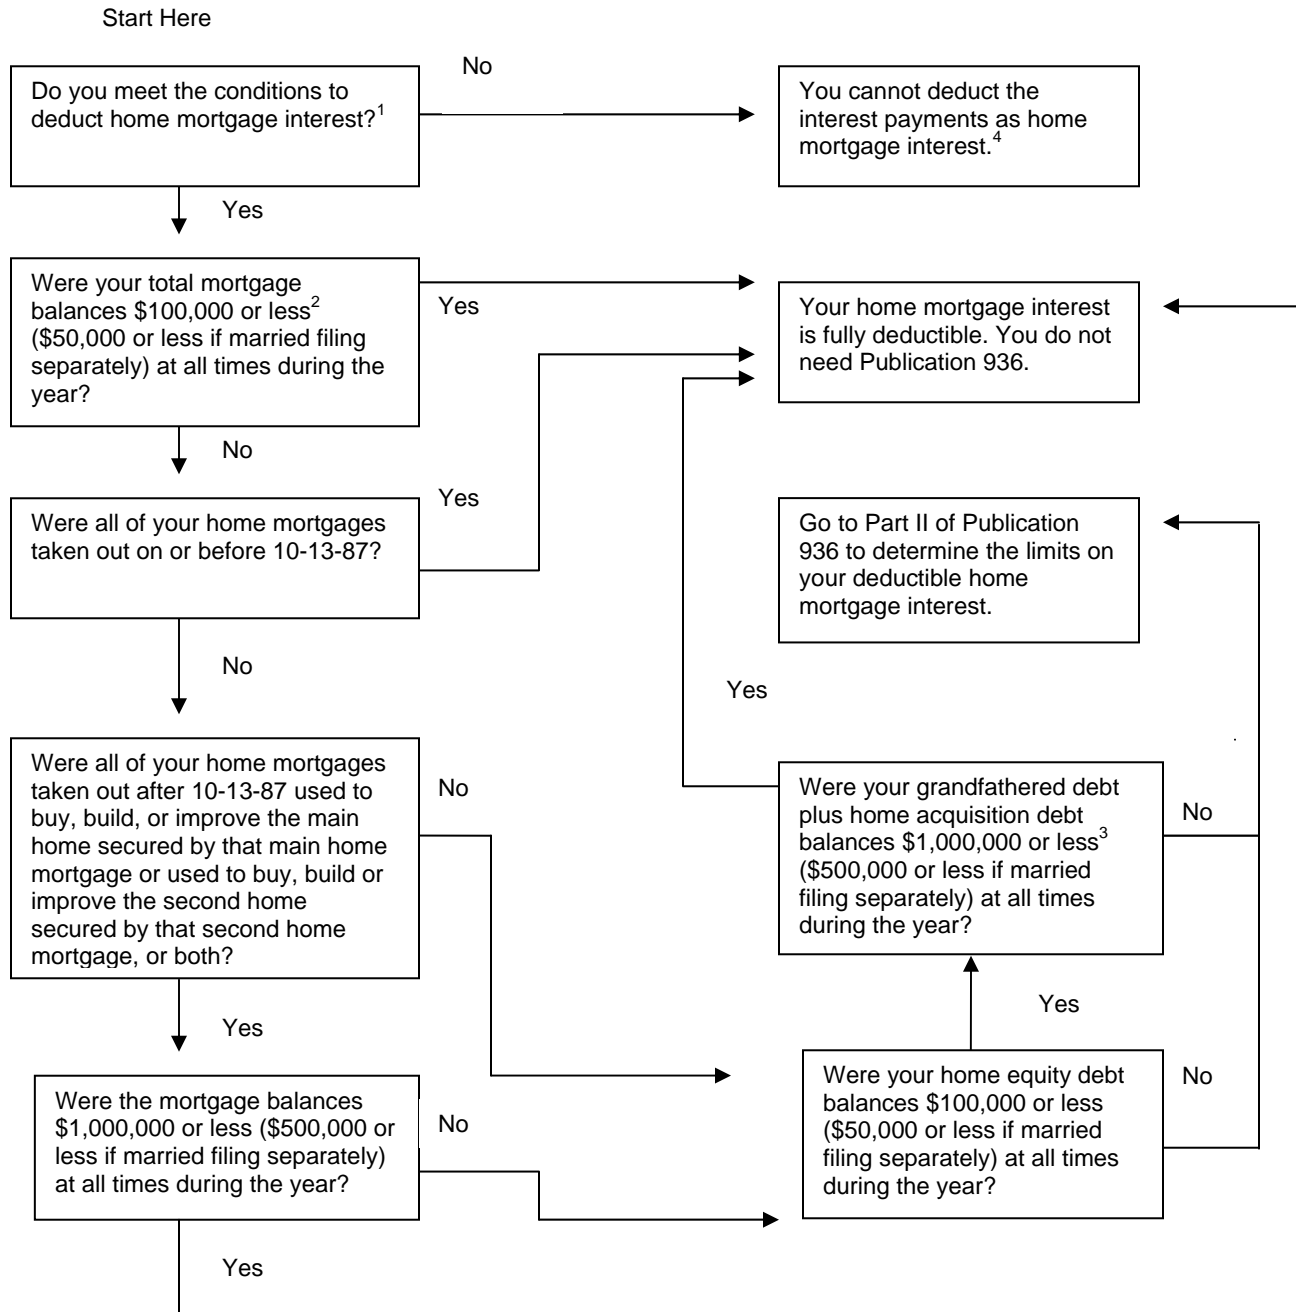 Start Here
No
Do you meet the conditions to
deduct home mortgage interest?1
You cannot deduct the
interest payments as home
mortgage interest.4
Yes
Were your total mortgage
balances $100,000 or less2
($50,000 or less if married filing
separately) at all times during the
year?
Yes
Your home mortgage interest
is fully deductible. You do not
need Publication 936.
No
Were all of your home mortgages
taken out on or before 10-13-87?
Yes
Go to Part II of Publication
936 to determine the limits on
your deductible home
mortgage interest.
No
Yes
Were all of your home mortgages
taken out after 10-13-87 used to
buy, build, or improve the main
home secured by that main home
mortgage or used to buy, build or
improve the second home
secured by that second home
mortgage, or both?
No
Were your grandfathered debt
plus home acquisition debt
balances $1,000,000 or less3
($500,000 or less if married
filing separately) at all times
during the year?
No
Yes
Yes
Were the mortgage balances
$1,000,000 or less ($500,000 or
less if married filing separately)
at all times during the year?
No
Were your home equity debt
balances $100,000 or less
($50,000 or less if married
filing separately) at all times
during the year?
No
Yes